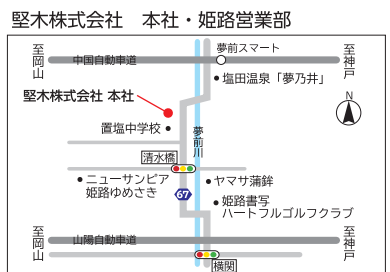 堅木株式会社 本社・姫路営業部
至岡山
中国自動車道
夢前スマート
至神戸
塩田温泉「夢乃井」
堅木株式会社 本社
置塩中学校
夢前川
N
清水橋
ニューサンピア
姫路ゆめさき
67
ヤマサ蒲鉾
姫路書写
ハートフルゴルフクラブ
至岡山
山陽自動車道
至神戸
横関